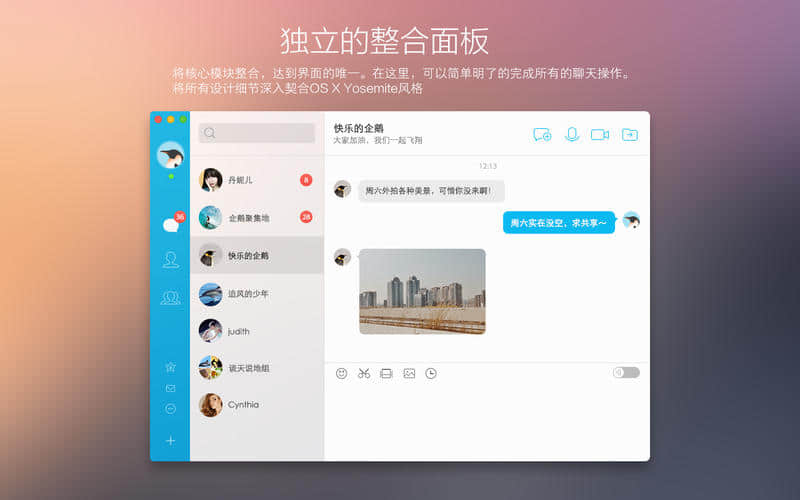 独立的整合面板
将核心模块整合，达到界面的唯一。在这里，可以简单明了的完成所有的聊天操作。
将所有设计细节深入契合OS X Yosemite风格
快乐的企鹅
大家加油，我们一起飞翔
12:13
丹妮儿
8
周六外拍各种美景，可惜你没来啊！
36
企鹅聚集地
28
周六实在没空，求共享～
快乐的企鹅
追风的少年
judith
谈天说地组
Cynthia